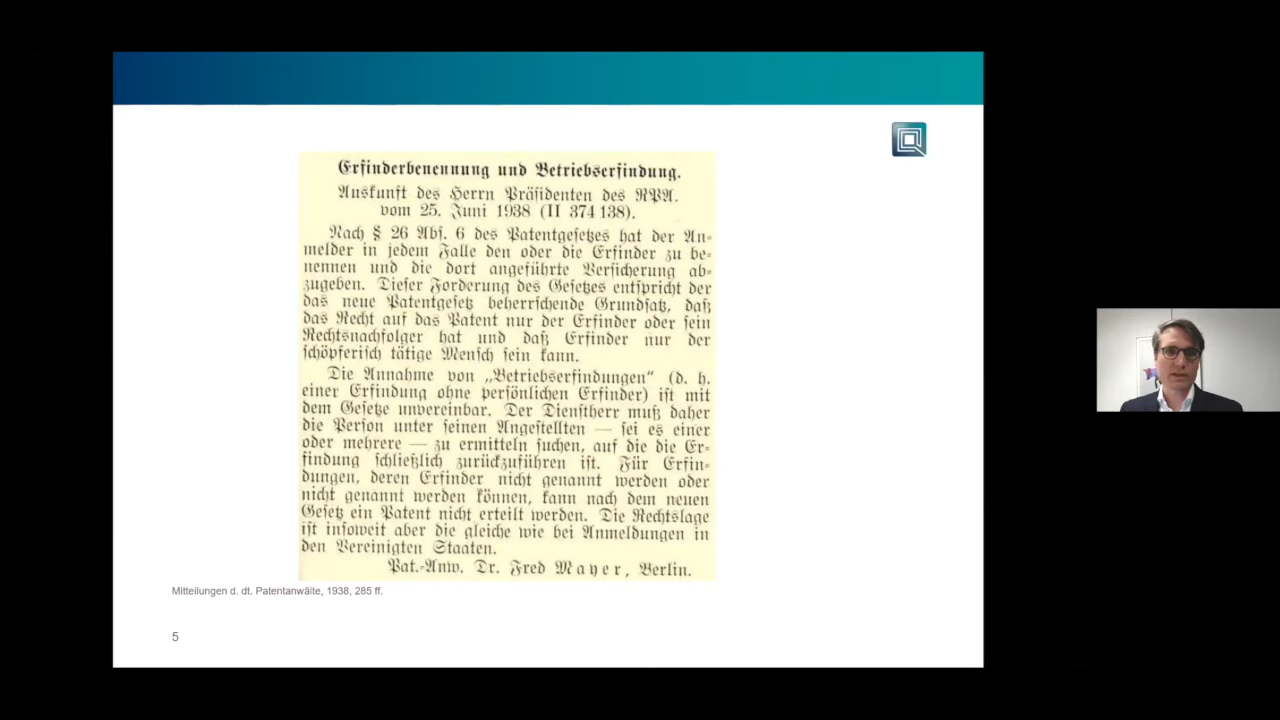 Erfinderbenennung und Betriebserfindung.
Auskunft des Herrn Präsidenten des RPA.
vom 25. Juni 1938 (II 374 138).
Nach § 26 Abs. 6 des Patentgesetzes hat der An-
melder in jedem Falle den oder die Erfinder zu be-
nennen und die dort angeführte Versicherung ab-
zugeben. Dieser Forderung des Gesetzes entspricht der
das neue Patentgesetz beherrschende Grundsatz, daß
das Recht auf das Patent nur der Erfinder oder sein
Rechtsnachfolger hat und daß Erfinder nur der
schöpferisch tätige Mensch sein kann.
Die Annahme von „Betriebserfindungen“ (d. h.
einer Erfindung ohne persönlichen Erfinder) ist mit
dem Gesetze unvereinbar. Der Dienstherr muß daher
die Person unter seinen Angestellten — sei es einer
oder mehrere — zu ermitteln suchen, auf die die Er-
findung schließlich zurückzuführen ist. Für Erfin-
dungen, deren Erfinder nicht genannt werden oder
nicht genannt werden können, kann nach dem neuen
Gesetz ein Patent nicht erteilt werden. Die Rechtslage
ist insoweit aber die gleiche wie bei Anmeldungen in
den Vereinigten Staaten.
Pat.-Anw. Dr. Fred Mayer, Berlin.
Mitteilungen d. dt. Patentanwälte, 1938, 285 ff.
5